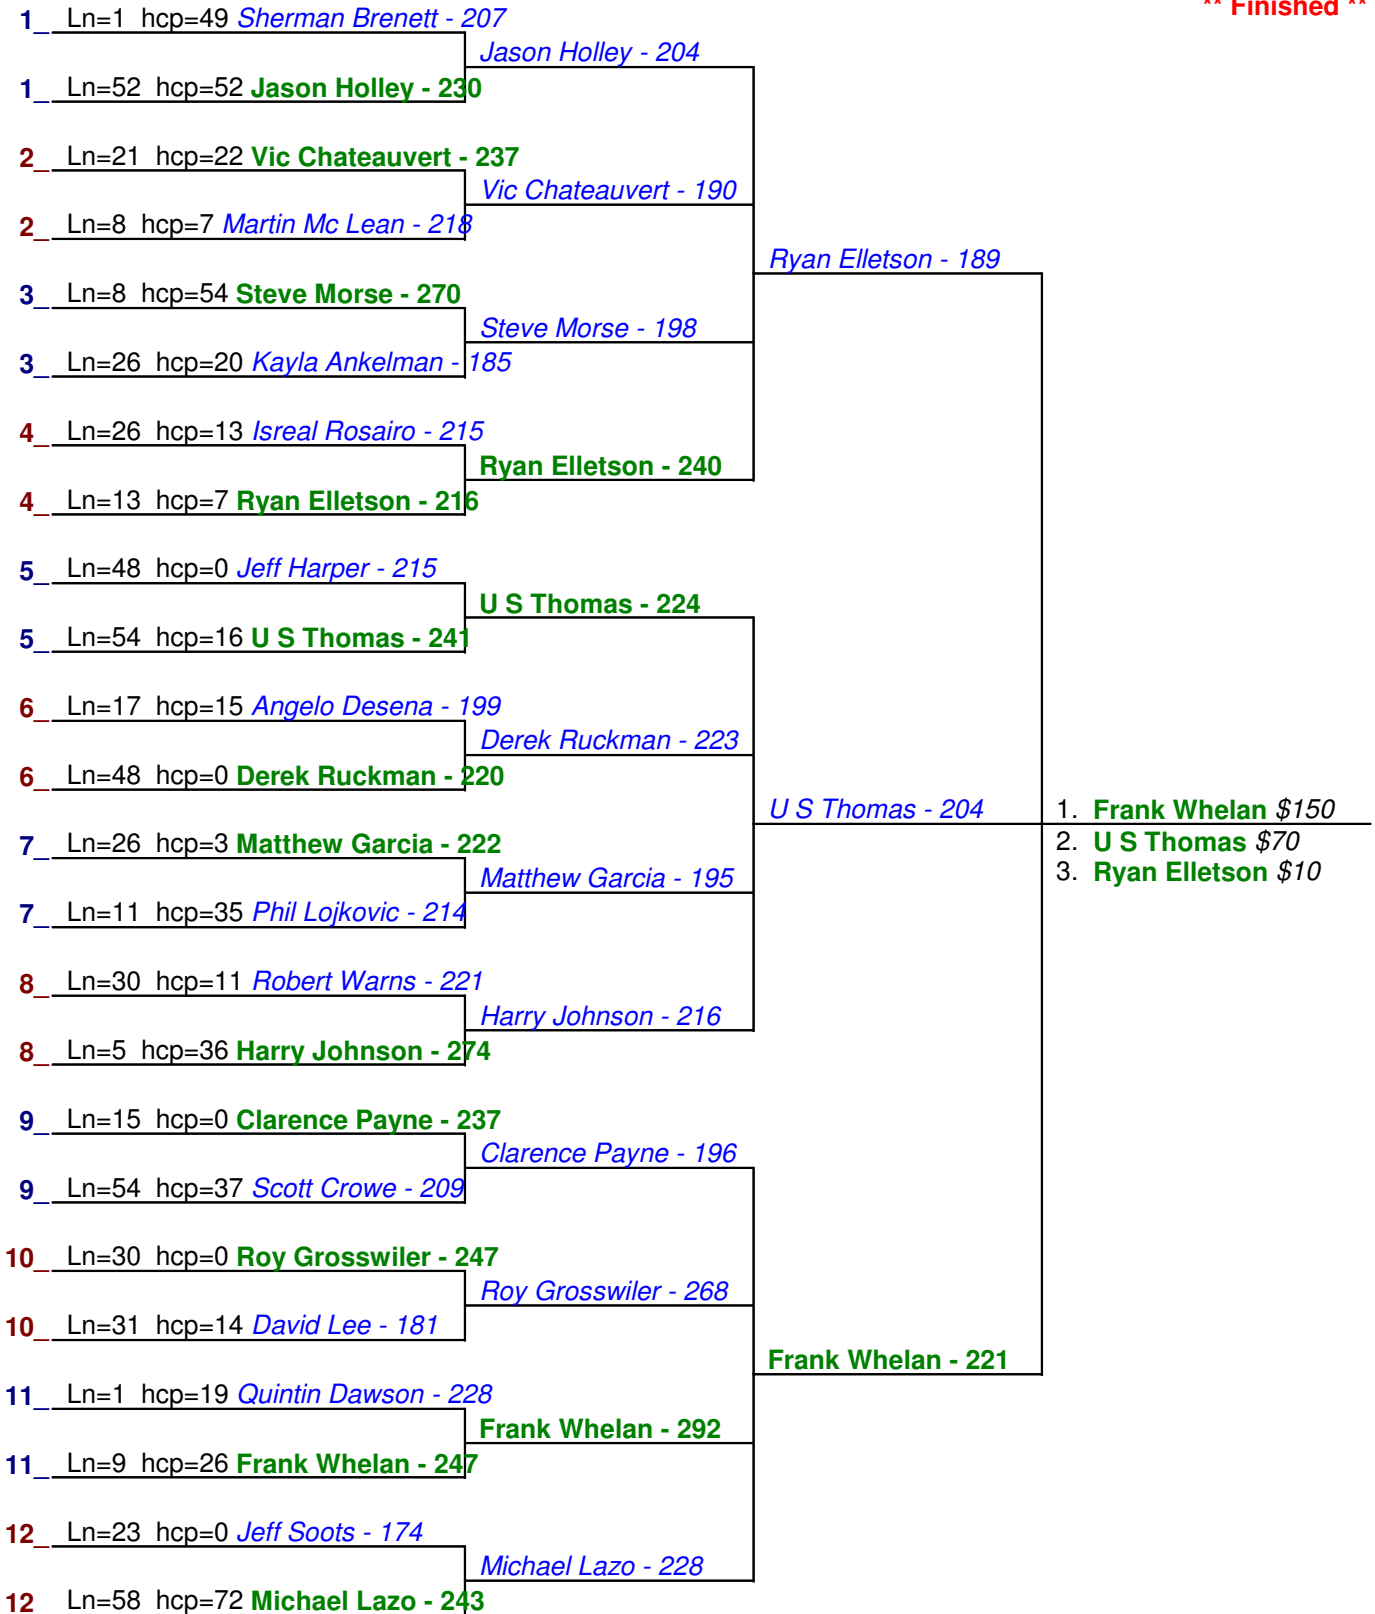 ** Finished **
1_ Ln=1 hcp=49 Sherman Brenett - 207
Jason Holley - 204
1_ Ln=52 hcp=52 Jason Holley - 230
2_ Ln=21 hcp=22 Vic Chateauvert - 237
Vic Chateauvert - 190
2_ Ln=8 hcp=7 Martin Mc Lean - 218
Ryan Elletson - 189
3_ Ln=8 hcp=54 Steve Morse - 270
Steve Morse - 198
3_ Ln=26 hcp=20 Kayla Ankelman - 185
4_ Ln=26 hcp=13 Isreal Rosairo - 215
Ryan Elletson - 240
4_ Ln=13 hcp=7 Ryan Elletson - 216
5_ Ln=48 hcp=0 Jeff Harper - 215
U S Thomas - 224
5_ Ln=54 hcp=16 U S Thomas - 241
6_ Ln=17 hcp=15 Angelo Desena - 199
Derek Ruckman - 223
6_ Ln=48 hcp=0 Derek Ruckman - 220
U S Thomas - 204
1. Frank Whelan $150
2. U S Thomas $70
3. Ryan Elletson $10
7_ Ln=26 hcp=3 Matthew Garcia - 222
Matthew Garcia - 195
7_ Ln=11 hcp=35 Phil Lojkovic - 214
8_ Ln=30 hcp=11 Robert Warns - 221
Harry Johnson - 216
8_ Ln=5 hcp=36 Harry Johnson - 274
9_ Ln=15 hcp=0 Clarence Payne - 237
Clarence Payne - 196
9_ Ln=54 hcp=37 Scott Crowe - 209
10_ Ln=30 hcp=0 Roy Grosswiler - 247
Roy Grosswiler - 268
10_ Ln=31 hcp=14 David Lee - 181
Frank Whelan - 221
11_ Ln=1 hcp=19 Quintin Dawson - 228
Frank Whelan - 292
11_ Ln=9 hcp=26 Frank Whelan - 247
12_ Ln=23 hcp=0 Jeff Soots - 174
Michael Lazo - 228
12 Ln=58 hcp=72 Michael Lazo - 243